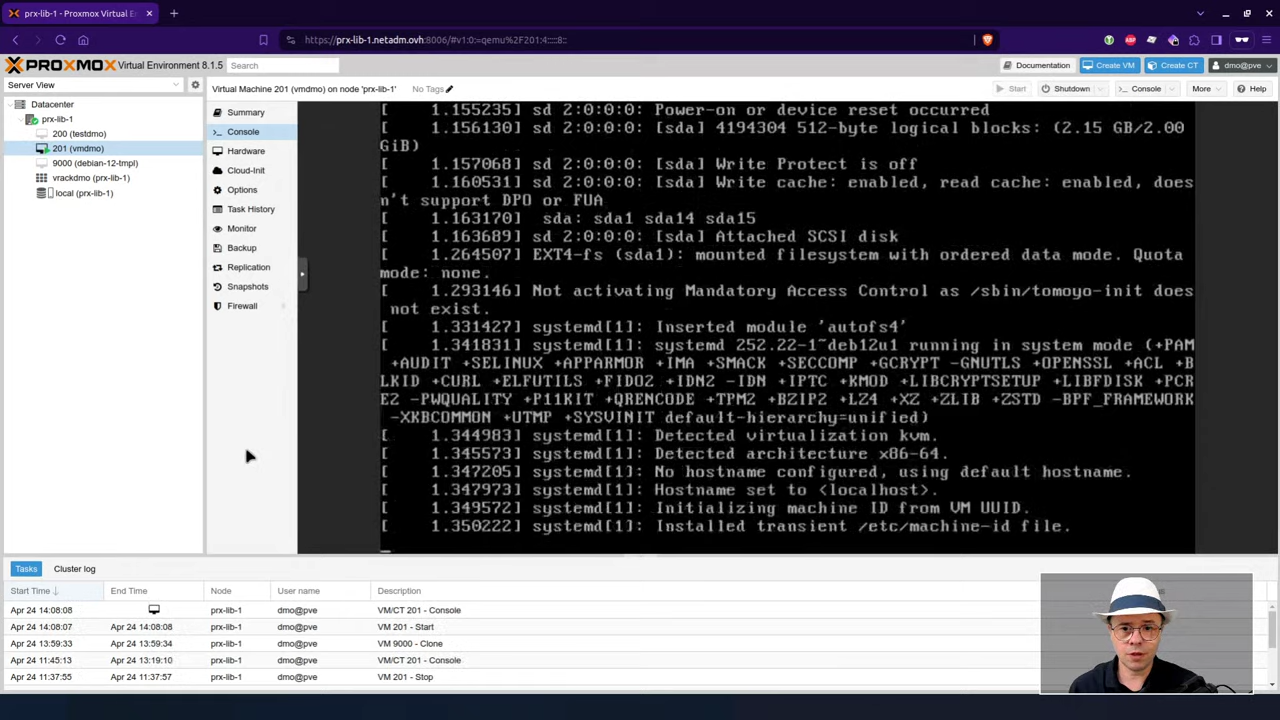 prx-lib-1 - Proxmox Virtual E
https://prx-lib-1.netadm.ovh:8006/#v1:0:=qemu%2F201:4::::8::
PROXMOX Virtual Environment 8.1.5 Search Documentation Create VM Create CT dmo@pve
Server View
Virtual Machine 201 (vmdmo) on node 'prx-lib-1' No Tags Start Shutdown Console More Help
Datacenter
prx-lib-1
200 (testdmo)
201 (vmdmo)
9000 (debian-12-tmpl)
vrackdmo (prx-lib-1)
local (prx-lib-1)
Summary
Console
Hardware
Cloud-Init
Options
Task History
Monitor
Backup
Replication
Snapshots
Firewall
[    1.155235] sd 2:0:0:0: Power-on or device reset occurred
[    1.156130] sd 2:0:0:0: [sda] 4194304 512-byte logical blocks: (2.15 GB/2.00
GiB)
[    1.157068] sd 2:0:0:0: [sda] Write Protect is off
[    1.160531] sd 2:0:0:0: [sda] Write cache: enabled, read cache: enabled, does
n't support DPO or FUA
[    1.163170]  sda: sda1 sda14 sda15
[    1.163689] sd 2:0:0:0: [sda] Attached SCSI disk
[    1.264507] EXT4-fs (sda1): mounted filesystem with ordered data mode. Quota
mode: none.
[    1.293146] Not activating Mandatory Access Control as /sbin/tomoyo-init does
not exist.
[    1.331427] systemd[1]: Inserted module 'autofs4'
[    1.341831] systemd[1]: systemd 252.22-1~deb12u1 running in system mode (+PAM
+AUDIT +SELINUX +APPARMOR +IMA +SMACK +SECCOMP +GCRYPT -GNUTLS +OPENSSL +ACL +B
LKID +CURL +ELFUTILS +FIDO2 +IDN2 -IDN +IPTC +KMOD +LIBCRYPTSETUP +LIBFDISK +PCR
E2 -PWQUALITY +P11KIT +QRENCODE +TPM2 +BZIP2 +LZ4 +XZ +ZLIB +ZSTD -BPF_FRAMEWORK
-XKBCOMMON +UTMP +SYSVINIT default-hierarchy=unified)
[    1.344983] systemd[1]: Detected virtualization kvm.
[    1.345573] systemd[1]: Detected architecture x86-64.
[    1.347205] systemd[1]: No hostname configured, using default hostname.
[    1.347973] systemd[1]: Hostname set to <localhost>.
[    1.349572] systemd[1]: Initializing machine ID from VM UUID.
[    1.350222] systemd[1]: Installed transient /etc/machine-id file.
Tasks Cluster log
Start Time End Time Node User name Description
Apr 24 14:08:08 prx-lib-1 dmo@pve VM/CT 201 - Console
Apr 24 14:08:07 Apr 24 14:08:08 prx-lib-1 dmo@pve VM 201 - Start
Apr 24 13:59:33 Apr 24 13:59:34 prx-lib-1 dmo@pve VM 9000 - Clone
Apr 24 11:45:13 Apr 24 13:19:10 prx-lib-1 dmo@pve VM/CT 201 - Console
Apr 24 11:37:55 Apr 24 11:37:57 prx-lib-1 dmo@pve VM 201 - Stop